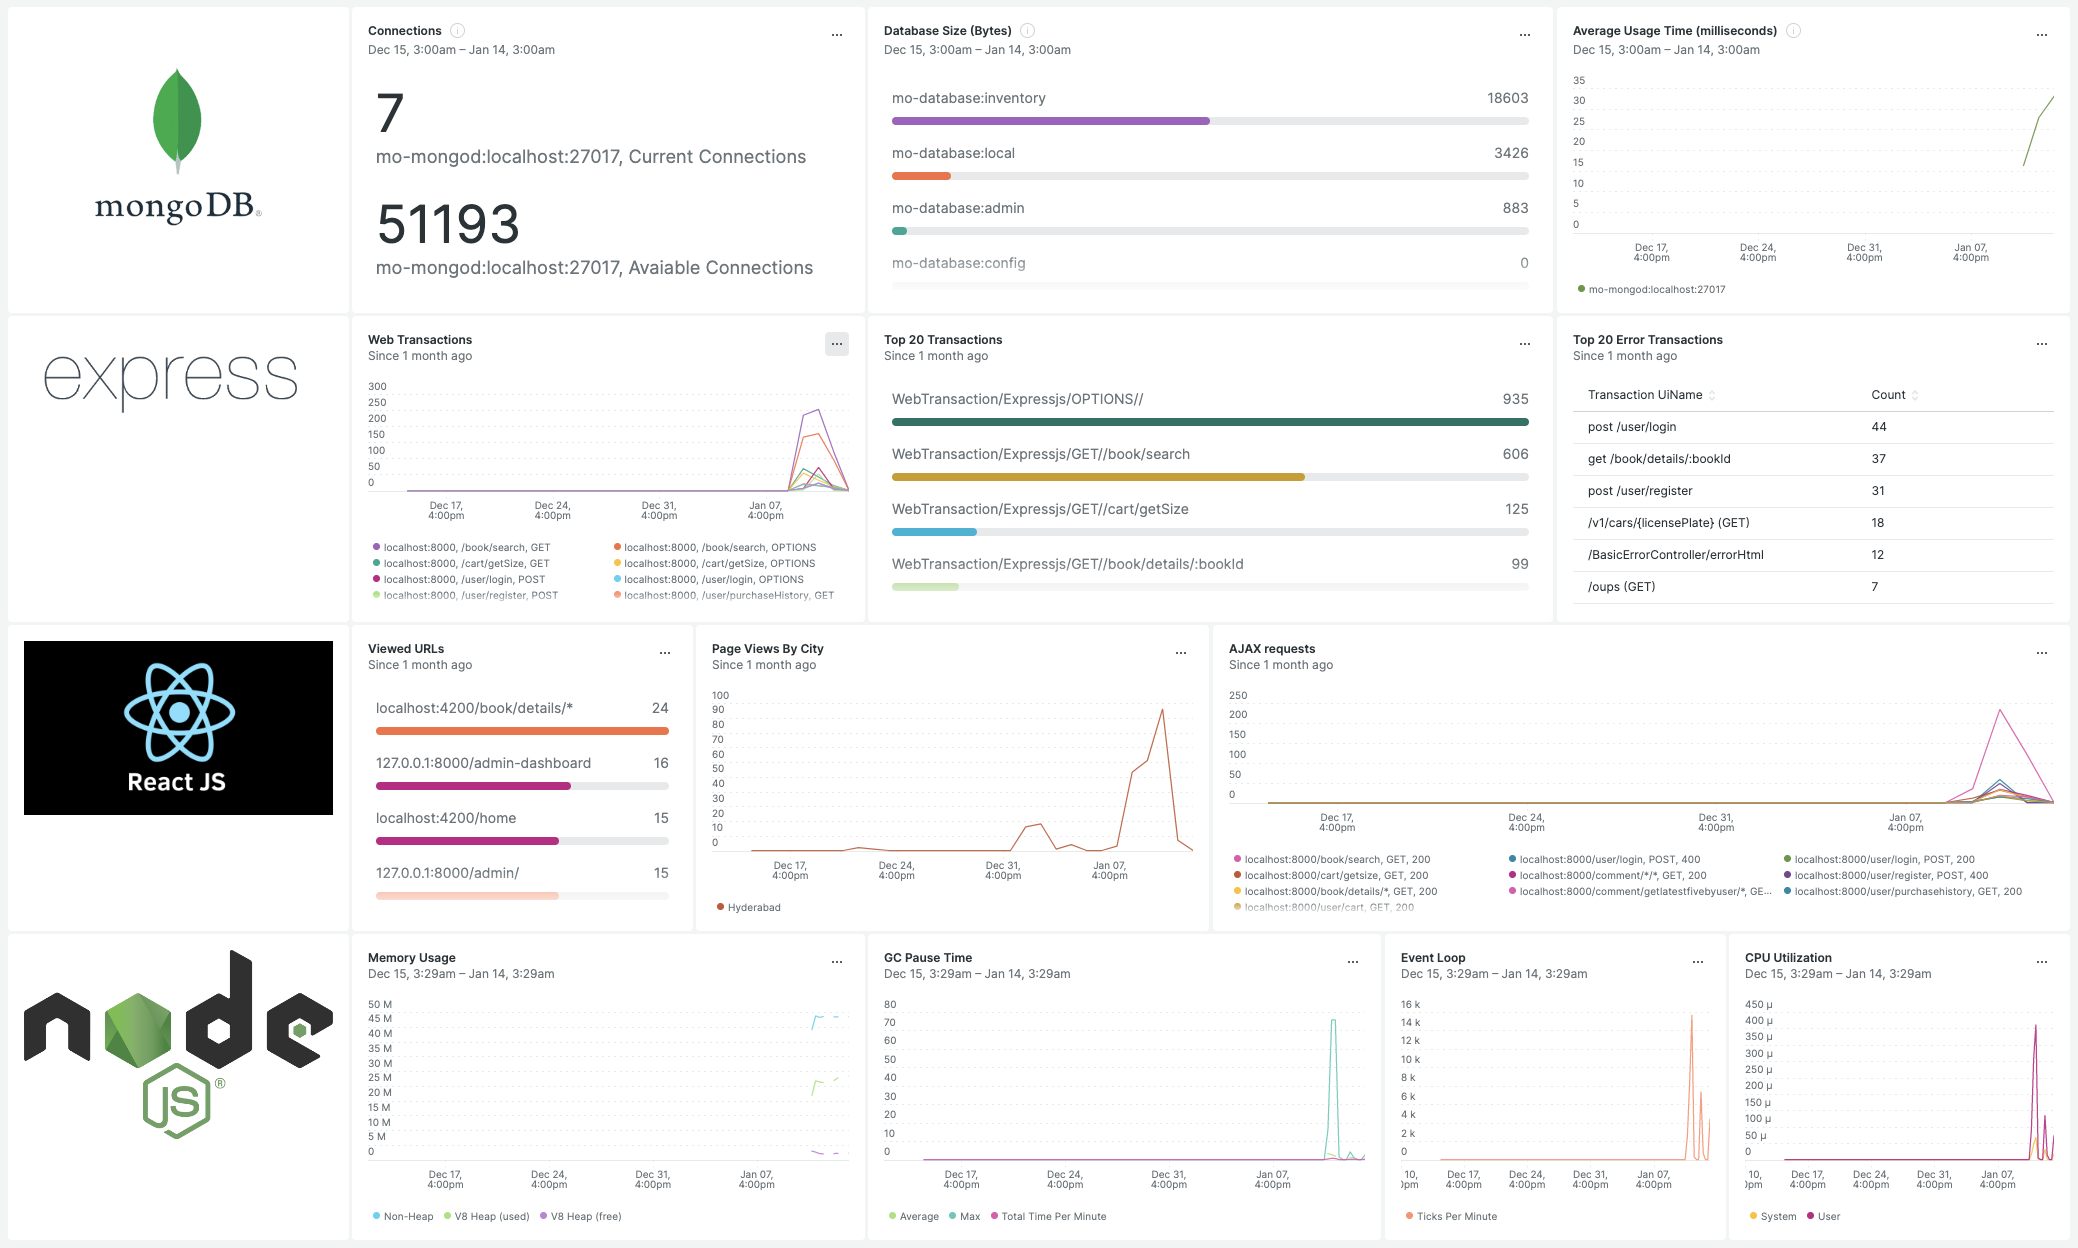 mongoDB®
Connections
Dec 15, 3:00am – Jan 14, 3:00am
7
mo-mongod:localhost:27017, Current Connections
51193
mo-mongod:localhost:27017, Avaiable Connections
Database Size (Bytes)
Dec 15, 3:00am – Jan 14, 3:00am
mo-database:inventory 18603
mo-database:local 3426
mo-database:admin 883
mo-database:config 0
Average Usage Time (milliseconds)
Dec 15, 3:00am – Jan 14, 3:00am
35
30
25
20
15
10
5
0
Dec 17, Dec 24, Dec 31, Jan 07,
4:00pm 4:00pm 4:00pm 4:00pm
mo-mongod:localhost:27017
express
Web Transactions
Since 1 month ago
300
250
200
150
100
50
0
Dec 17, Dec 24, Dec 31, Jan 07,
4:00pm 4:00pm 4:00pm 4:00pm
localhost:8000, /book/search, GET localhost:8000, /book/search, OPTIONS
localhost:8000, /cart/getSize, GET localhost:8000, /cart/getSize, OPTIONS
localhost:8000, /user/login, POST localhost:8000, /user/login, OPTIONS
localhost:8000, /user/register, POST localhost:8000, /user/purchaseHistory, GET
Top 20 Transactions
Since 1 month ago
WebTransaction/Expressjs/OPTIONS// 935
WebTransaction/Expressjs/GET//book/search 606
WebTransaction/Expressjs/GET//cart/getSize 125
WebTransaction/Expressjs/GET//book/details/:bookId 99
Top 20 Error Transactions
Since 1 month ago
Transaction UiName Count
post /user/login 44
get /book/details/:bookId 37
post /user/register 31
/v1/cars/{licensePlate} (GET) 18
/BasicErrorController/errorHtml 12
/oups (GET) 7
React JS
Viewed URLs
Since 1 month ago
localhost:4200/book/details/* 24
127.0.0.1:8000/admin-dashboard 16
localhost:4200/home 15
127.0.0.1:8000/admin/ 15
Page Views By City
Since 1 month ago
100
90
80
70
60
50
40
30
20
10
0
Dec 17, Dec 24, Dec 31, Jan 07,
4:00pm 4:00pm 4:00pm 4:00pm
Hyderabad
AJAX requests
Since 1 month ago
250
200
150
100
50
0
Dec 17, Dec 24, Dec 31, Jan 07,
4:00pm 4:00pm 4:00pm 4:00pm
localhost:8000/book/search, GET, 200 localhost:8000/user/login, POST, 400 localhost:8000/user/login, POST, 200
localhost:8000/cart/getsize, GET, 200 localhost:8000/comment/*/*, GET, 200 localhost:8000/user/register, POST, 400
localhost:8000/book/details/*, GET, 200 localhost:8000/comment/getlatestfivebyuser/*, GE... localhost:8000/user/purchasehistory, GET, 200
localhost:8000/user/cart, GET, 200
node
JS®
Memory Usage
Dec 15, 3:29am – Jan 14, 3:29am
50 M
45 M
40 M
35 M
30 M
25 M
20 M
15 M
10 M
5 M
0
Dec 17, Dec 24, Dec 31, Jan 07,
4:00pm 4:00pm 4:00pm 4:00pm
Non-Heap V8 Heap (used) V8 Heap (free)
GC Pause Time
Dec 15, 3:29am – Jan 14, 3:29am
80
70
60
50
40
30
20
10
0
Dec 17, Dec 24, Dec 31, Jan 07,
4:00pm 4:00pm 4:00pm 4:00pm
Average Max Total Time Per Minute
Event Loop
Dec 15, 3:29am – Jan 14, 3:29am
16 k
14 k
12 k
10 k
8 k
6 k
4 k
2 k
0
10, Dec 17, Dec 24, Dec 31, Jan 07,
pm 4:00pm 4:00pm 4:00pm 4:00pm
Ticks Per Minute
CPU Utilization
Dec 15, 3:29am – Jan 14, 3:29am
450 µ
400 µ
350 µ
300 µ
250 µ
200 µ
150 µ
100 µ
50 µ
0
10, Dec 17, Dec 24, Dec 31, Jan 07,
pm 4:00pm 4:00pm 4:00pm 4:00pm
System User